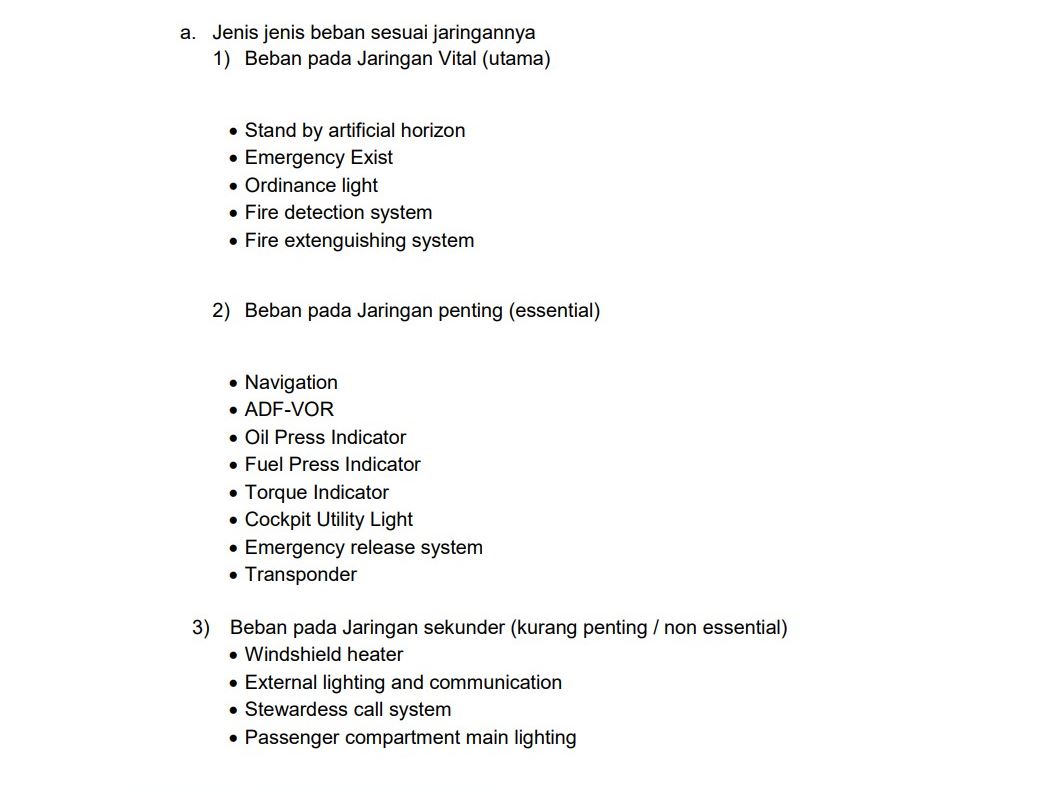 a. Jenis jenis beban sesuai jaringannya
1) Beban pada Jaringan Vital (utama)
• Stand by artificial horizon
• Emergency Exist
• Ordinance light
• Fire detection system
• Fire extenguishing system
2) Beban pada Jaringan penting (essential)
• Navigation
• ADF-VOR
• Oil Press Indicator
• Fuel Press Indicator
• Torque Indicator
• Cockpit Utility Light
• Emergency release system
• Transponder
3) Beban pada Jaringan sekunder (kurang penting / non essential)
• Windshield heater
• External lighting and communication
• Stewardess call system
• Passenger compartment main lighting